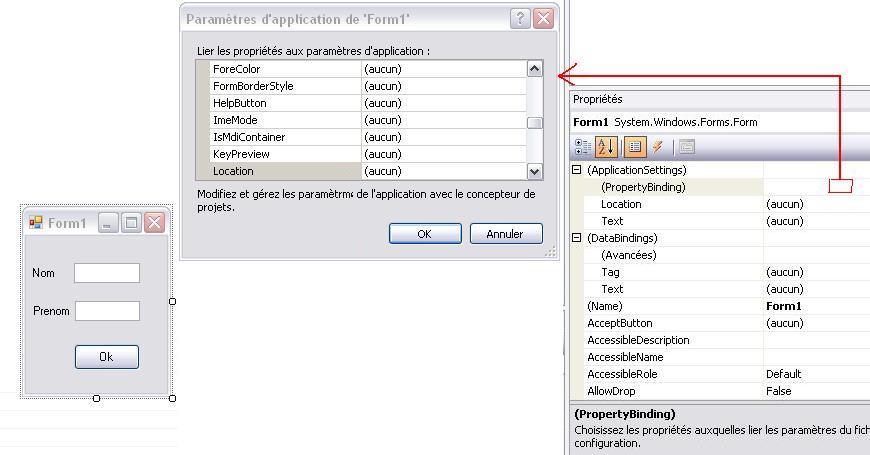 Paramètres d'application de 'Form1'
Lier les propriétés aux paramètres d'application :
ForeColor (aucun)
FormBorderStyle (aucun)
HelpButton (aucun)
ImeMode (aucun)
IsMdiContainer (aucun)
KeyPreview (aucun)
Location (aucun)
Modifiez et gérez les paramètrms de l'application avec le concepteur de
projets.
OK Annuler
Form1
Nom
Prenom
Ok
Propriétés
Form1 System.Windows.Forms.Form
(ApplicationSettings)
(PropertyBinding)
Location (aucun)
Text (aucun)
(DataBindings)
(Avancées)
Tag (aucun)
Text (aucun)
(Name) Form1
AcceptButton (aucun)
AccessibleDescription
AccessibleName
AccessibleRole Default
AllowDrop False
(PropertyBinding)
Choisissez les propriétés auxquelles lier les paramètres du fich
configuration.